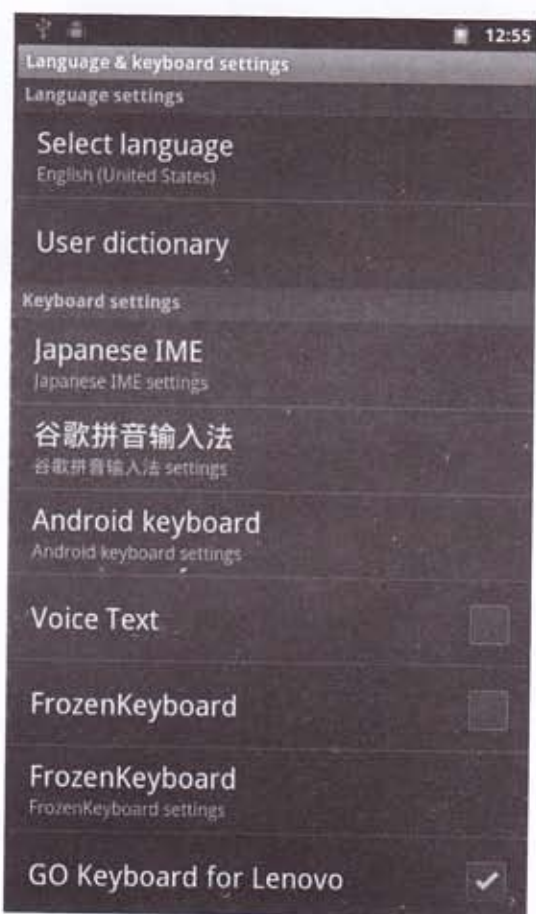 12:55
Language & keyboard settings
Language settings
Select language
English (United States)
User dictionary
Keyboard settings
Japanese IME
Japanese IME settings
谷歌拼音输入法
谷歌拼音输入法 settings
Android keyboard
Android keyboard settings
Voice Text
FrozenKeyboard
FrozenKeyboard
FrozenKeyboard settings
GO Keyboard for Lenovo